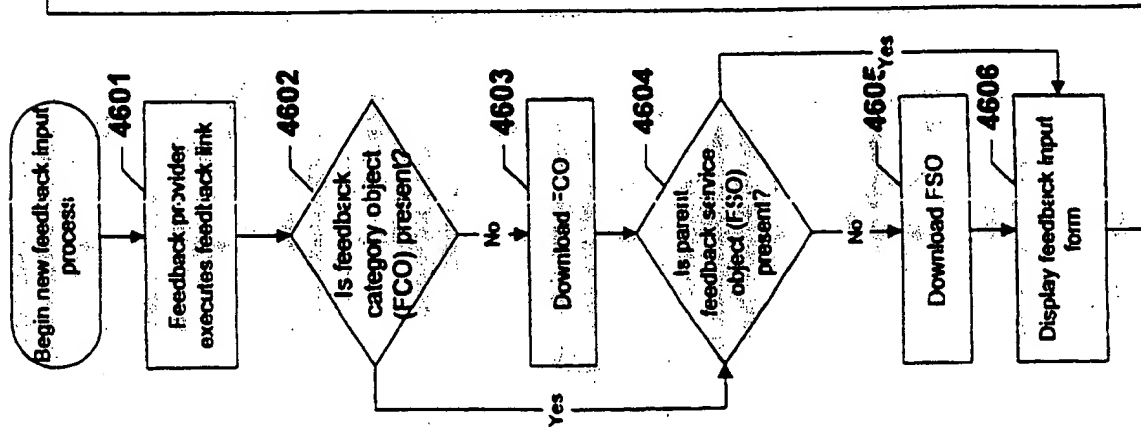 Begin new feedback input
process
4601
Feedback provider
executes feedback link
4602
Is feedback
category object
(FCO) present?
No
Yes
4603
Download FCO
4604
Is parent
feedback service
object (FSO)
present?
Yes
No
4605
Download FSO
4606
Display feedback input
form